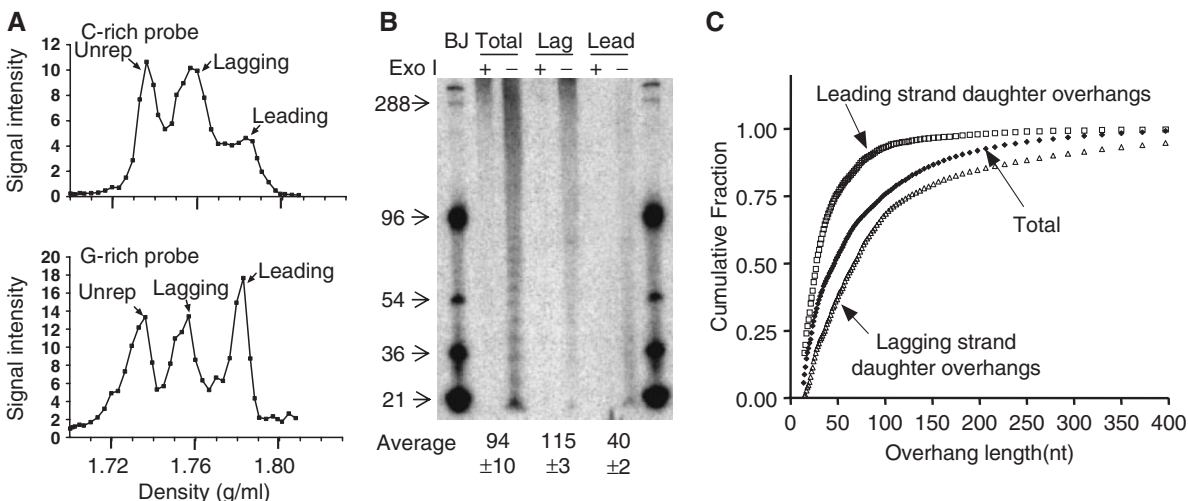 A
C-rich probe
Unrep
Lagging
Leading
Signal intensity
12
10
8
6
4
2
0
G-rich probe
Unrep
Lagging
Leading
Signal intensity
20
18
16
14
12
10
8
6
4
2
0
1.72 1.76 1.80
Density (g/ml)
B
BJ Total Lag Lead
Exo I + − + − + −
288
96
54
36
21
Average 94 115 40
±10 ±3 ±2
C
Cumulative Fraction
1.00
0.75
0.50
0.25
0.00
Leading strand daughter overhangs
Total
Lagging strand
daughter overhangs
0 50 100 150 200 250 300 350 400
Overhang length(nt)